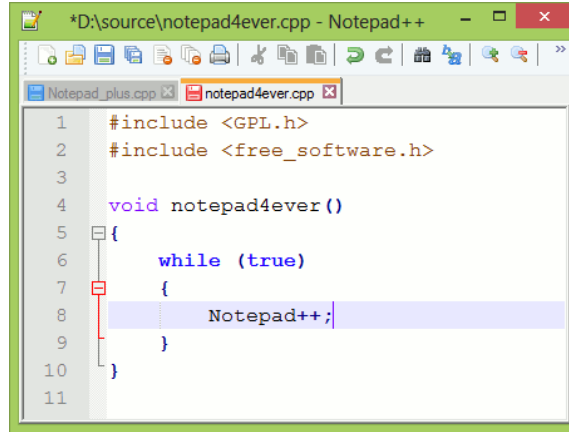 *D:\source\notepad4ever.cpp - Notepad++
Notepad_plus.cpp notepad4ever.cpp
1 #include <GPL.h>
2 #include <free_software.h>
3
4 void notepad4ever()
5 {
6 while (true)
7 {
8 Notepad++;
9 }
10 }
11